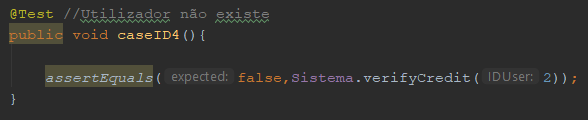 @Test //Utilizador não existe
public void caseID4(){
assertEquals( expected: false,Sistema.verifyCredit( IDUser: 2));
}